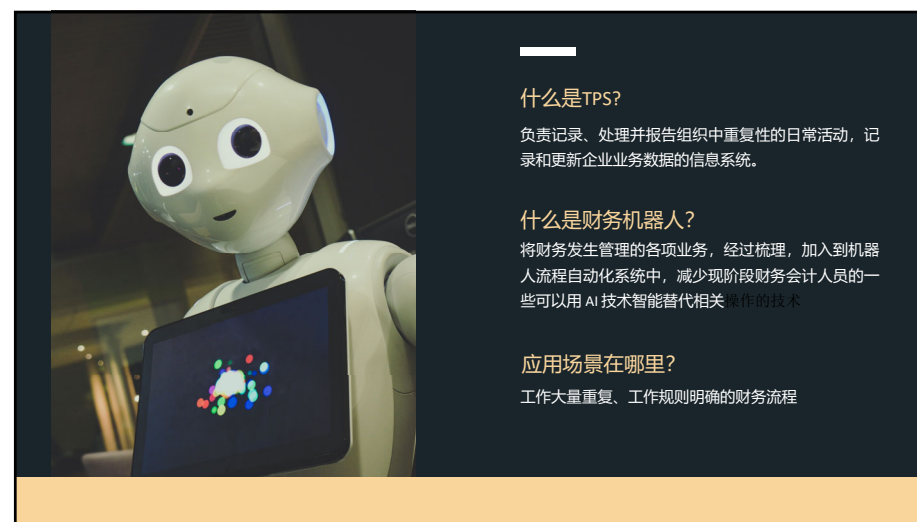 什么是TPS?
负责记录、处理并报告组织中重复性的日常活动，记
录和更新企业业务数据的信息系统。
什么是财务机器人？
将财务发生管理的各项业务，经过梳理，加入到机器
人流程自动化系统中，减少现阶段财务会计人员的一
些可以用 AI 技术智能替代相关操作的技术
应用场景在哪里？
工作大量重复、工作规则明确的财务流程